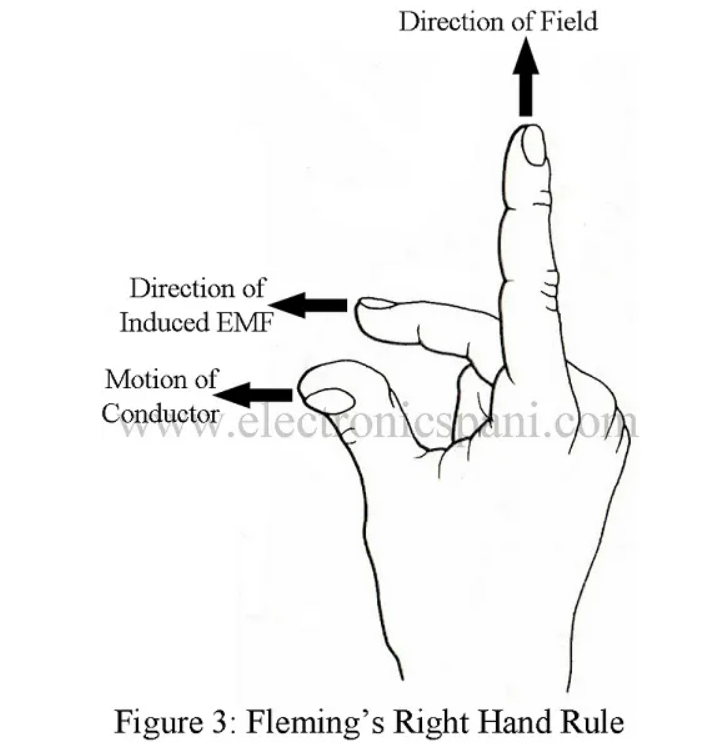 Direction of Field
Direction of
Induced EMF
Motion of
Conductor
www.electronicspani.com
Figure 3: Fleming's Right Hand Rule